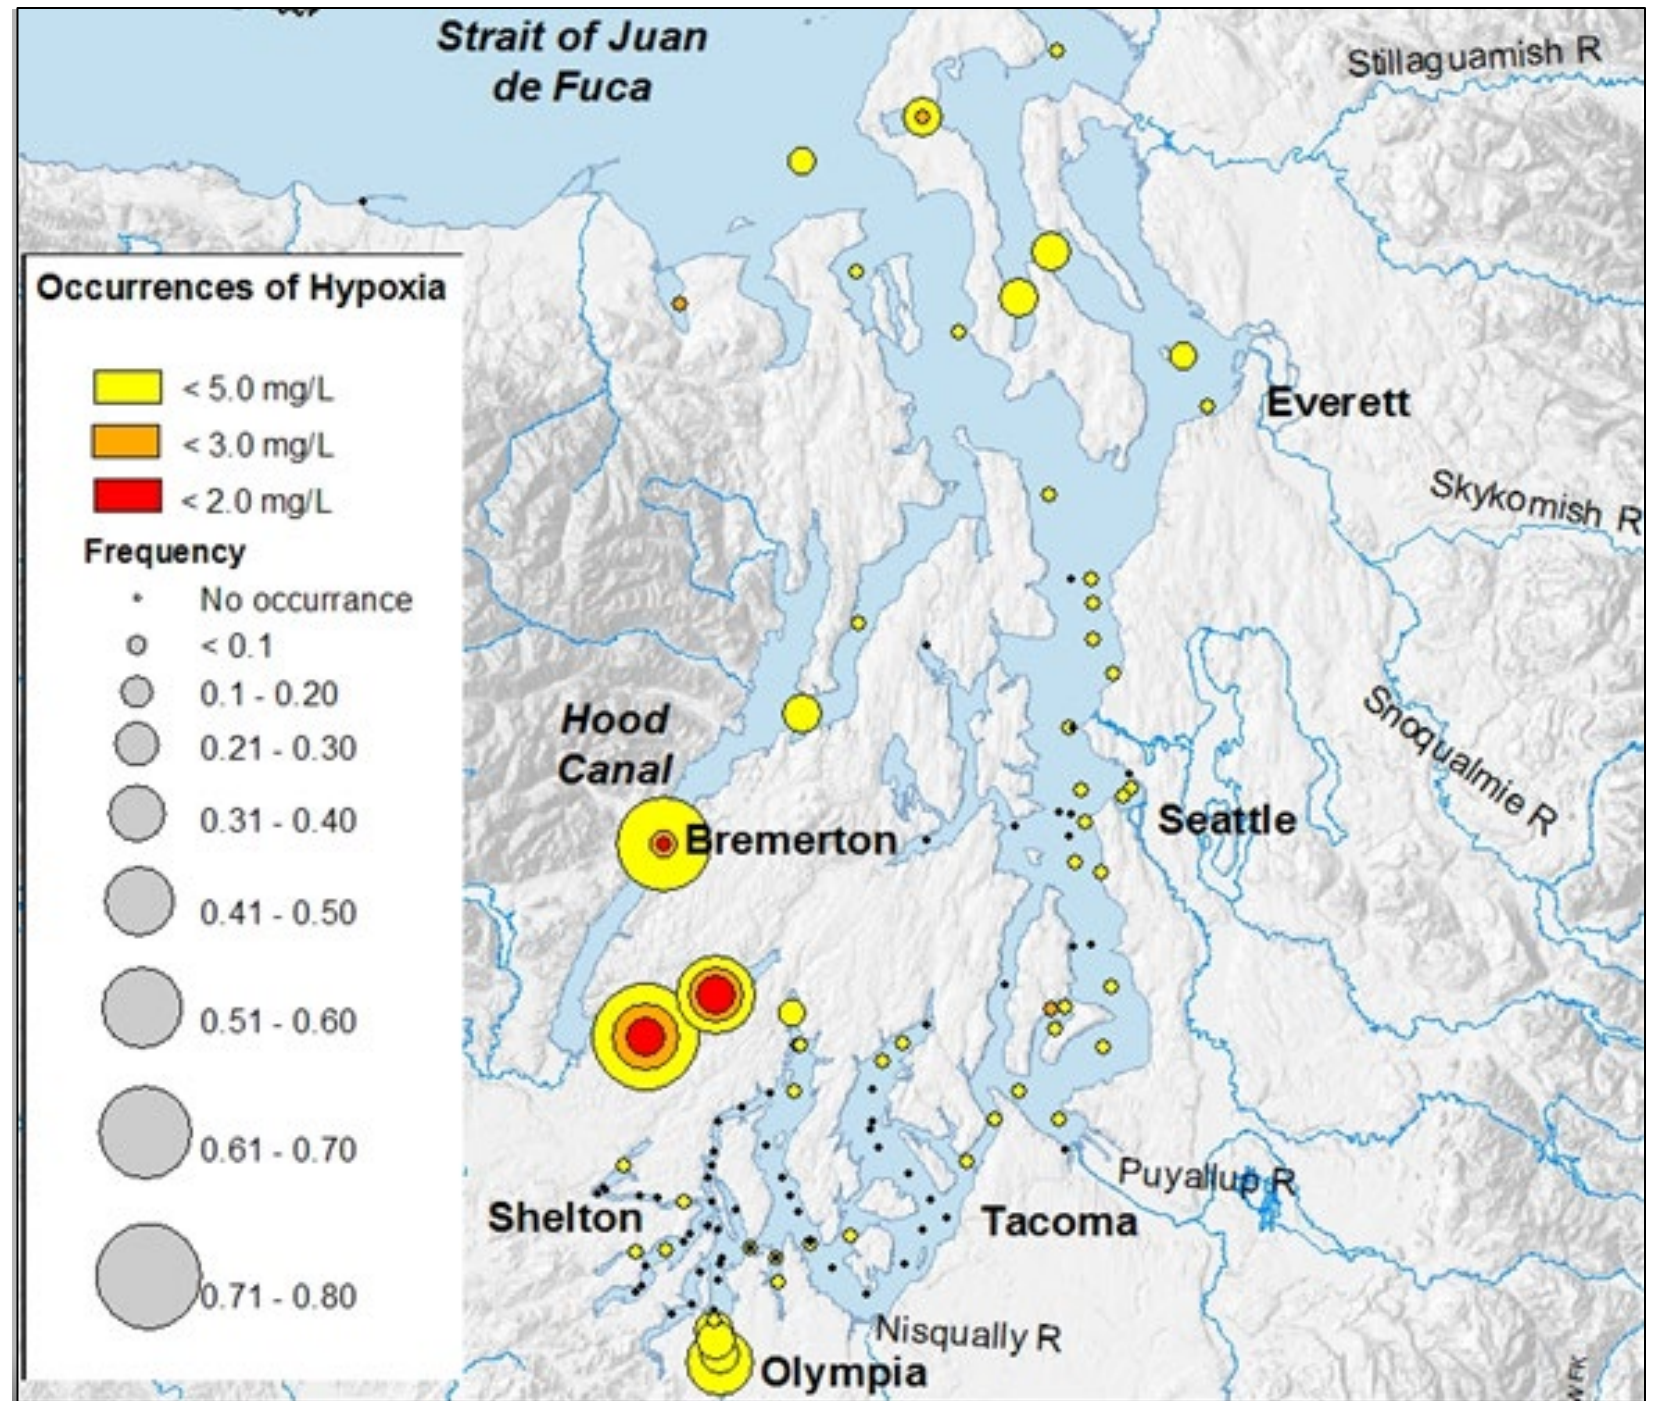 Strait of Juan
de Fuca
Stillaguamish R
Occurrences of Hypoxia
< 5.0 mg/L
< 3.0 mg/L
< 2.0 mg/L
Frequency
No occurrance
< 0.1
0.1 - 0.20
0.21 - 0.30
0.31 - 0.40
0.41 - 0.50
0.51 - 0.60
0.61 - 0.70
0.71 - 0.80
Everett
Skykomish R
Snoqualmie R
Hood
Canal
Bremerton
Seattle
Shelton
Puyallup R
Tacoma
Nisqually R
Olympia